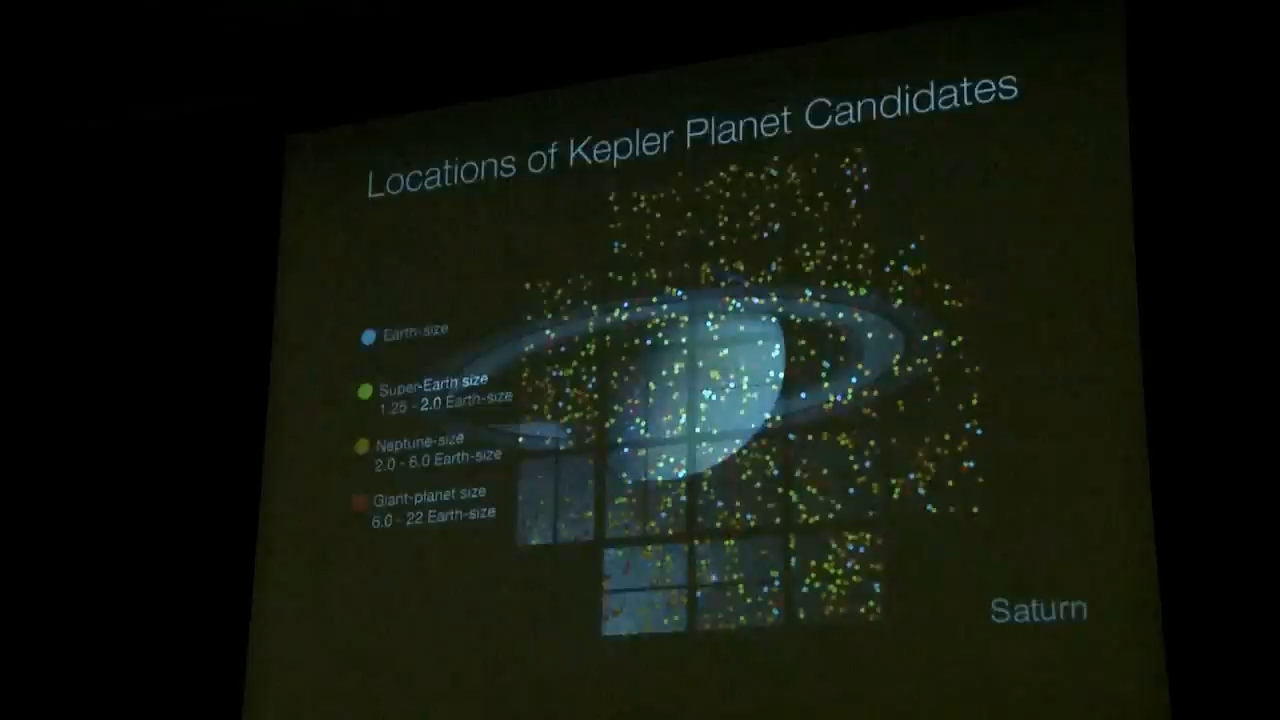 Locations of Kepler Planet Candidates
Earth-size
Super-Earth size
1.25 - 2.0 Earth-size
Neptune-size
2.0 - 6.0 Earth-size
Giant-planet size
6.0 - 22 Earth-size
Saturn